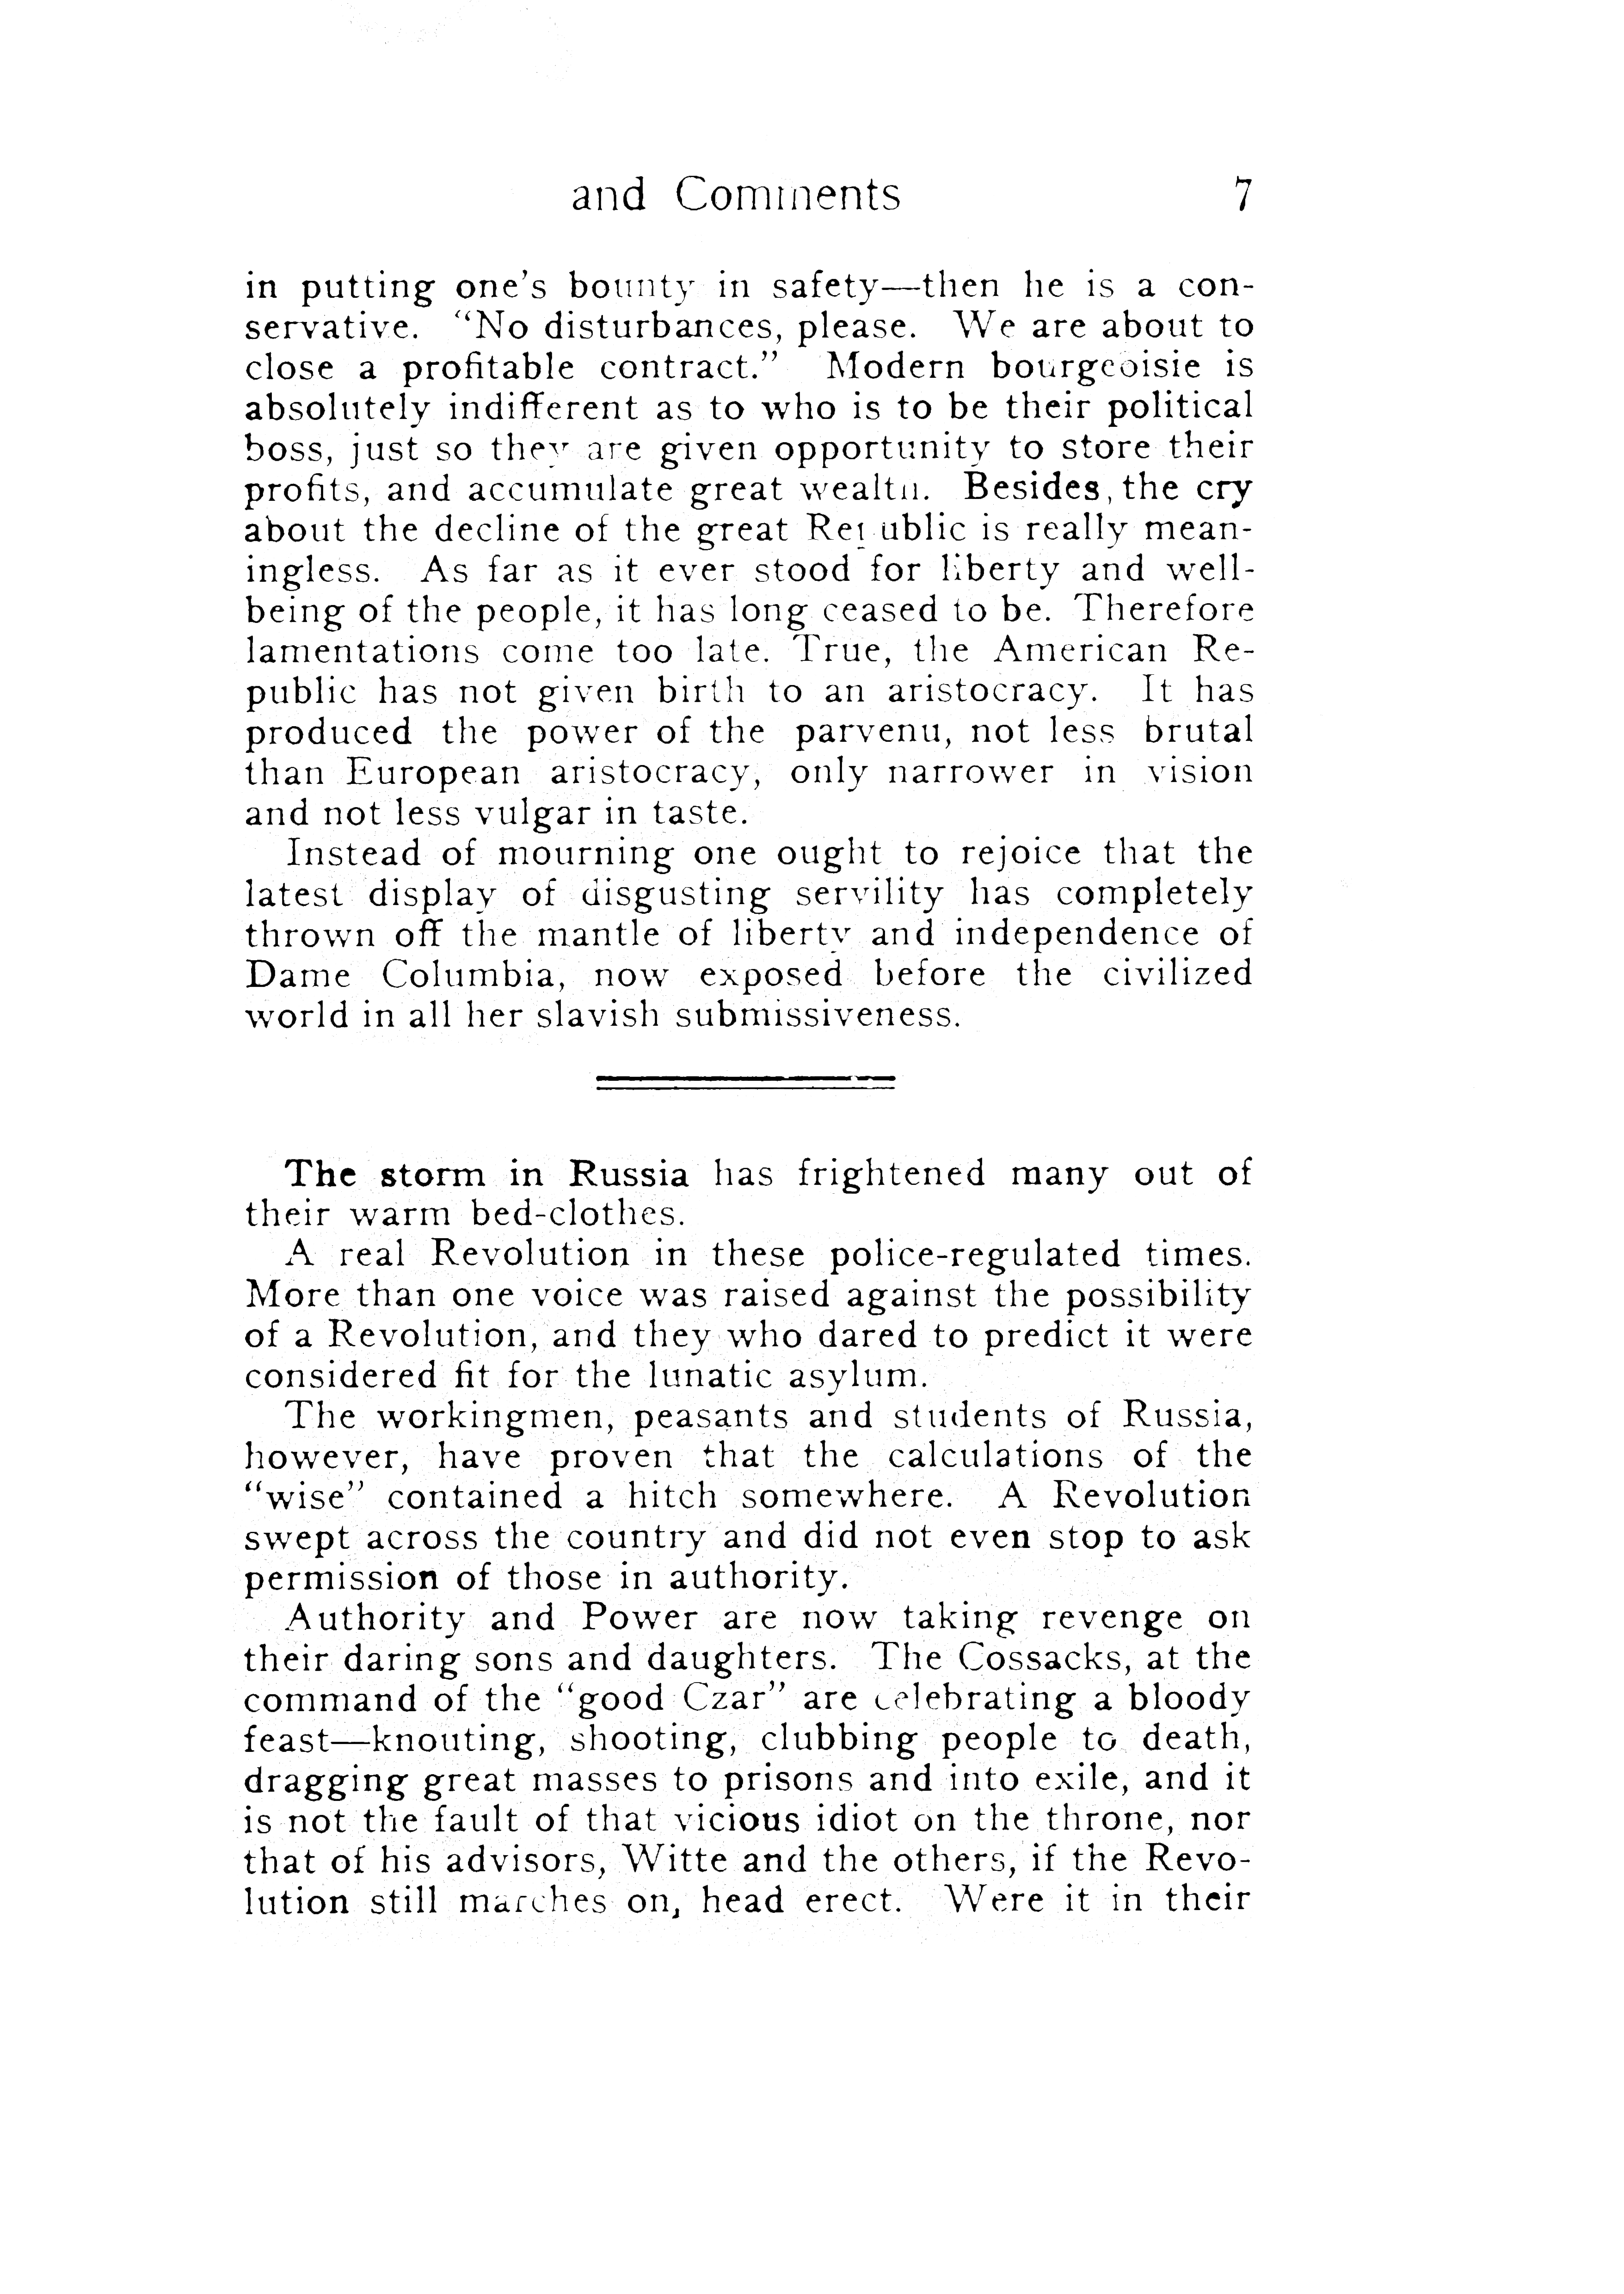 and Comments 7
in putting one's bounty in safety—then he is a con-
servative. "No disturbances, please. We are about to
close a profitable contract." Modern bourgeoisie is
absolutely indifferent as to who is to be their political
boss, just so they are given opportunity to store their
profits, and accumulate great wealth. Besides, the cry
about the decline of the great Republic is really mean-
ingless. As far as it ever stood for liberty and well-
being of the people, it has long ceased to be. Therefore
lamentations come too late. True, the American Re-
public has not given birth to an aristocracy. It has
produced the power of the parvenu, not less brutal
than European aristocracy, only narrower in vision
and not less vulgar in taste.
Instead of mourning one ought to rejoice that the
latest display of disgusting servility has completely
thrown off the mantle of liberty and independence of
Dame Columbia, now exposed before the civilized
world in all her slavish submissiveness.
The storm in Russia has frightened many out of
their warm bed-clothes.
A real Revolution in these police-regulated times.
More than one voice was raised against the possibility
of a Revolution, and they who dared to predict it were
considered fit for the lunatic asylum.
The workingmen, peasants and students of Russia,
however, have proven that the calculations of the
"wise" contained a hitch somewhere. A Revolution
swept across the country and did not even stop to ask
permission of those in authority.
Authority and Power are now taking revenge on
their daring sons and daughters. The Cossacks, at the
command of the "good Czar" are celebrating a bloody
feast—knouting, shooting, clubbing people to death,
dragging great masses to prisons and into exile, and it
is not the fault of that vicious idiot on the throne, nor
that of his advisors, Witte and the others, if the Revo-
lution still marches on, head erect. Were it in their